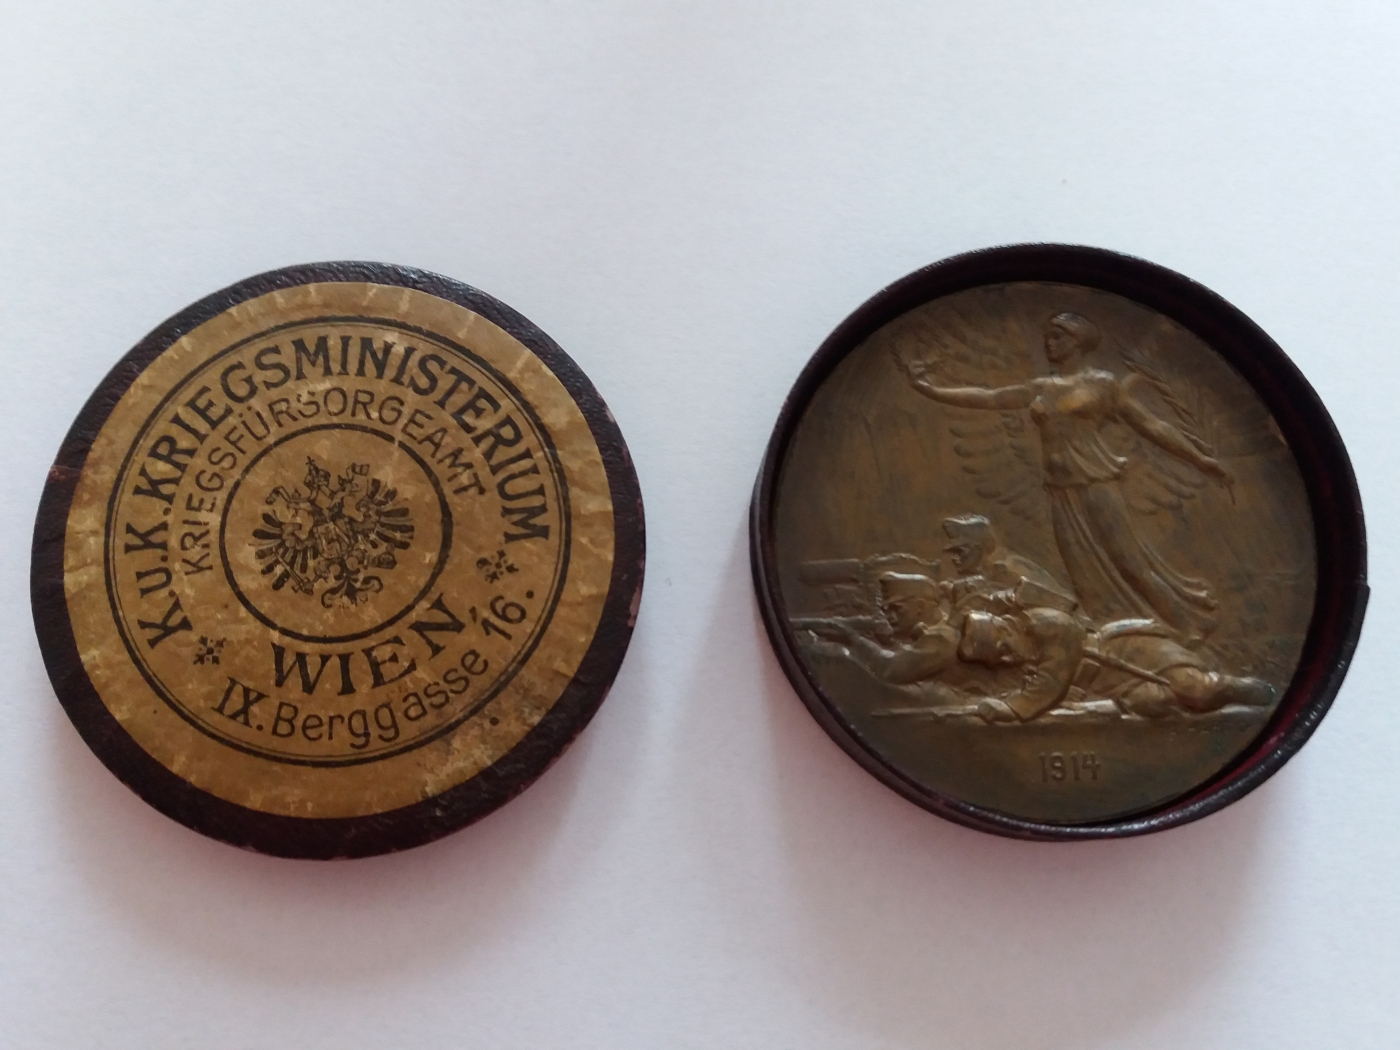 K.u.K.KRIEGSMINISTERIUM
KRIEGSFÜRSORGEAMT
WIEN,
IX. Berggasse 16.
1914